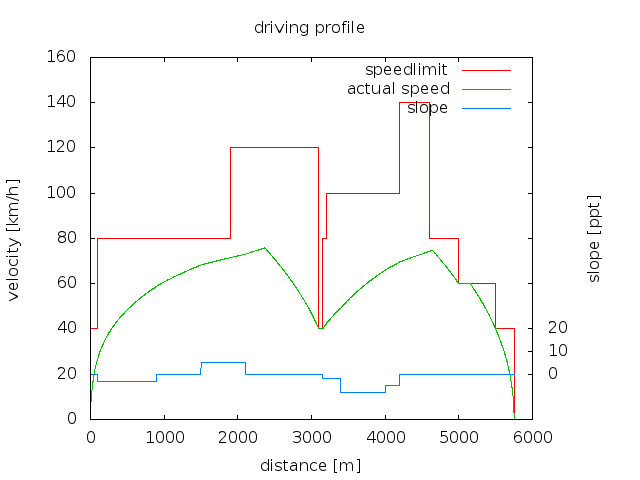 driving profile
160
140
120
100
80
60
40
20
0
velocity [km/h]
speedlimit
actual speed
slope
20
10
0
slope [ppt]
0 1000 2000 3000 4000 5000 6000
distance [m]